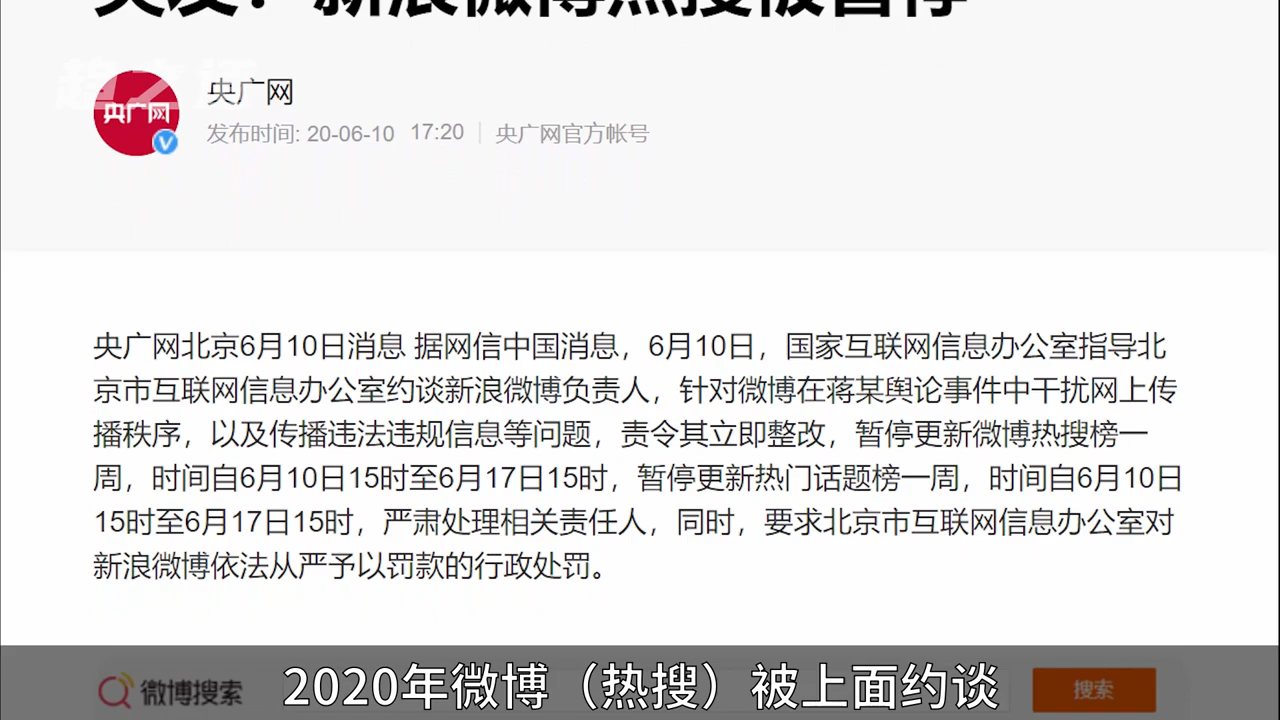 突发！新浪微博热搜被暂停
央广网
央广网
发布时间: 20-06-10 17:20 | 央广网官方帐号
央广网北京6月10日消息 据网信中国消息，6月10日，国家互联网信息办公室指导北
京市互联网信息办公室约谈新浪微博负责人，针对微博在蒋某舆论事件中干扰网上传
播秩序，以及传播违法违规信息等问题，责令其立即整改，暂停更新微博热搜榜一
周，时间自6月10日15时至6月17日15时，暂停更新热门话题榜一周，时间自6月10日
15时至6月17日15时，严肃处理相关责任人，同时，要求北京市互联网信息办公室对
新浪微博依法从严予以罚款的行政处罚。
微博搜索
搜索
2020年微博（热搜）被上面约谈